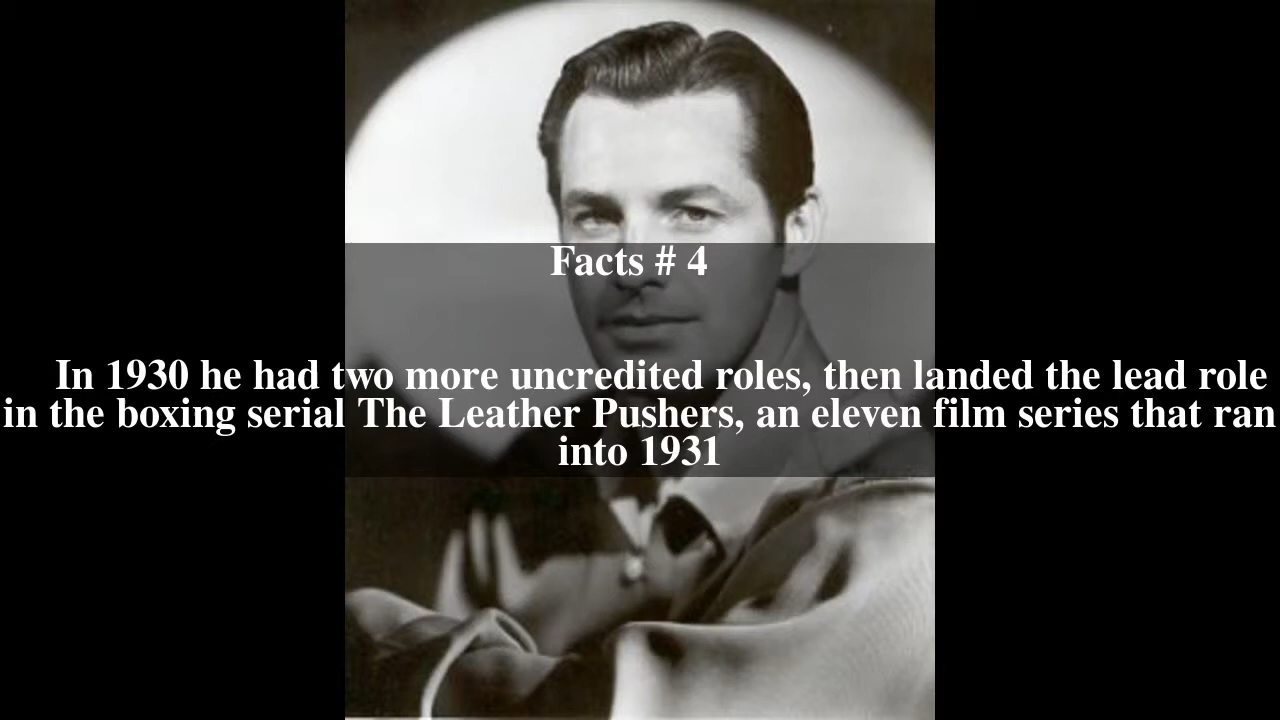 Facts # 4
In 1930 he had two more uncredited roles, then landed the lead role
in the boxing serial The Leather Pushers, an eleven film series that ran
into 1931